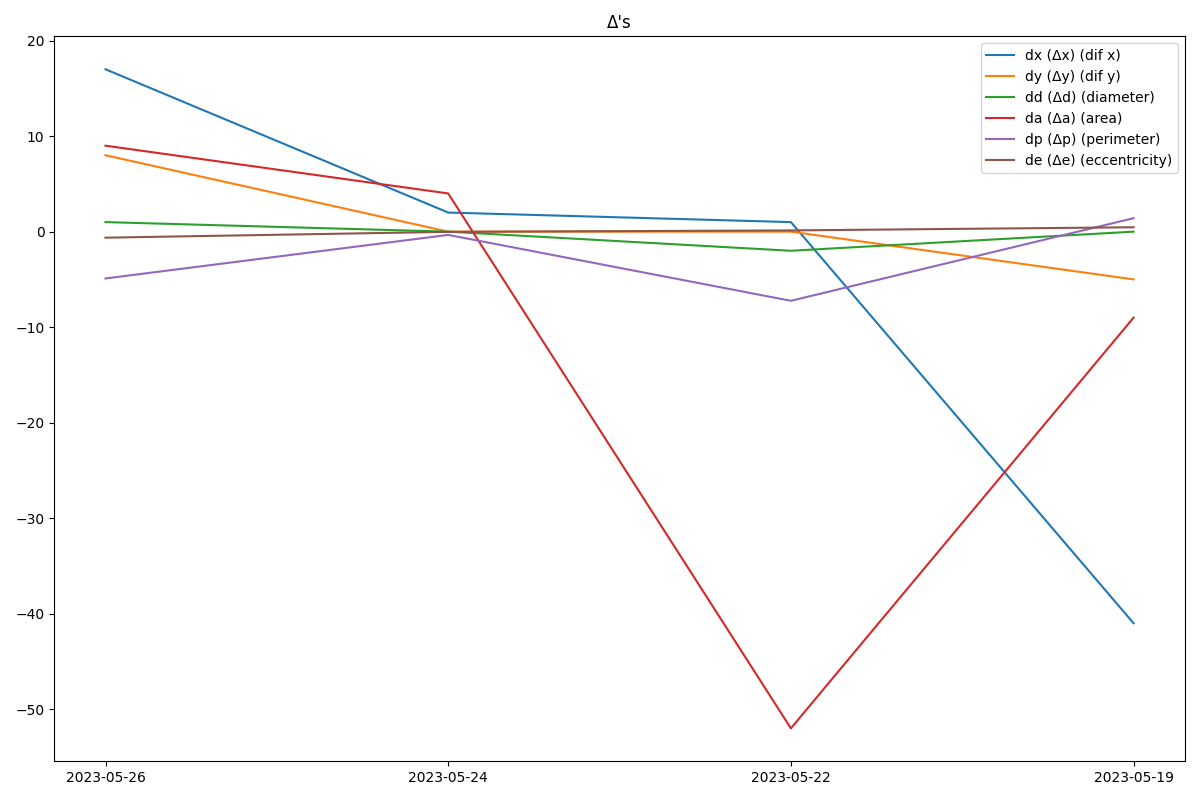 Δ's
dx (Δx) (dif x)
dy (Δy) (dif y)
dd (Δd) (diameter)
da (Δa) (area)
dp (Δp) (perimeter)
de (Δe) (eccentricity)
20
10
0
−10
−20
−30
−40
−50
2023-05-26 2023-05-24 2023-05-22 2023-05-19